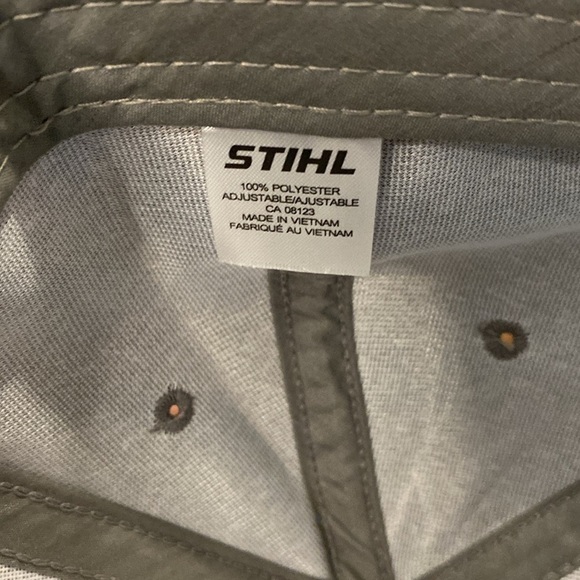 STIHL
100% POLYESTER
ADJUSTABLE/AJUSTABLE
CA 08123
MADE IN VIETNAM
FABRIQUÉ AU VIETNAM